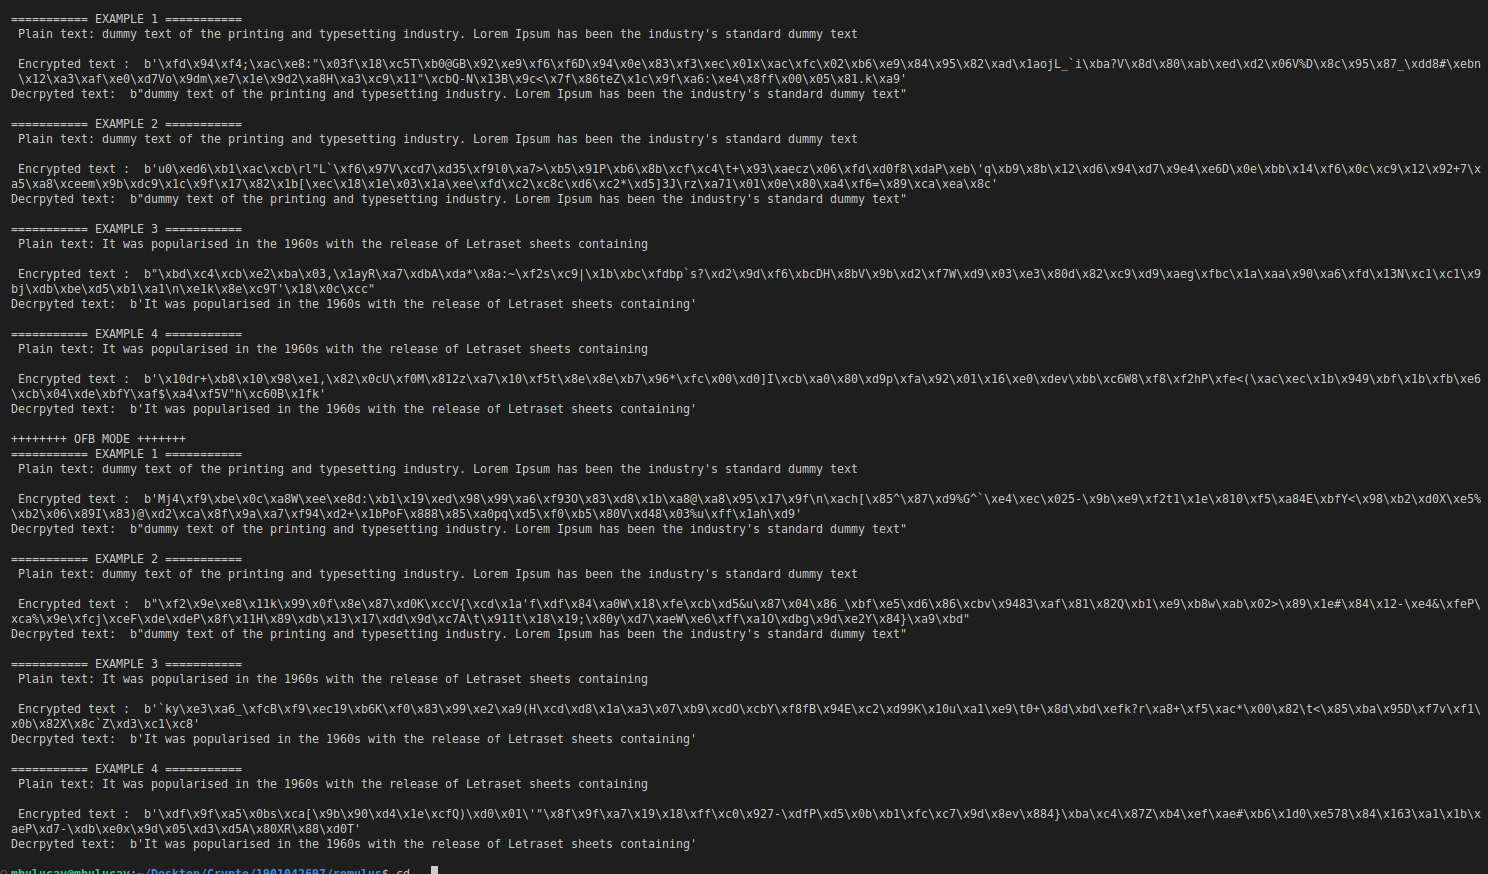 =========== EXAMPLE 1 ===========
Plain text: dummy text of the printing and typesetting industry. Lorem Ipsum has been the industry's standard dummy text
Encrypted text :  b'\xfd\x94\xf4;\xac\xe8:"\x03f\x18\xc5T\xb0@GB\x92\xe9\xf6\xf6D\x94\x0e\x83\xf3\xec\x01x\xac\xfc\x02\xb6\xe9\x84\x95\x82\xad\x1aojL_`i\xba?V\x8d\x80\xab\xed\xd2\x06V%D\x8c\x95\x87_\xdd8#\xebn
\x12\xa3\xaf\xe0\xd7Vo\x9dm\xe7\x1e\x9d2\xa8H\xa3\xc9\x11"\xcbQ-N\x13B\x9c<\x7f\x86teZ\x1c\x9f\xa6:\xe4\x8ff\x00\x05\x81.k\xa9'
Decrpyted text:  b"dummy text of the printing and typesetting industry. Lorem Ipsum has been the industry's standard dummy text"
=========== EXAMPLE 2 ===========
Plain text: dummy text of the printing and typesetting industry. Lorem Ipsum has been the industry's standard dummy text
Encrypted text :  b'u0\xed6\xb1\xac\xcb\rl"L`\xf6\x97V\xcd7\xd35\xf9l0\xa7>\xb5\x91P\xb6\x8b\xcf\xc4\t+\x93\xaecz\x06\xfd\xd0f8\xdaP\xeb\'q\xb9\x8b\x12\xd6\x94\xd7\x9e4\xe6D\x0e\xbb\x14\xf6\x0c\xc9\x12\x92+7\x
a5\xa8\xceem\x9b\xdc9\x1c\x9f\x17\x82\x1b[\xec\x18\x1e\x03\x1a\xee\xfd\xc2\xc8c\xd6\xc2*\xd5]3J\rz\xa71\x01\x0e\x80\xa4\xf6=\x89\xca\xea\x8c'
Decrpyted text:  b"dummy text of the printing and typesetting industry. Lorem Ipsum has been the industry's standard dummy text"
=========== EXAMPLE 3 ===========
Plain text: It was popularised in the 1960s with the release of Letraset sheets containing
Encrypted text :  b"\xbd\xc4\xcb\xe2\xba\x03,\x1ayR\xa7\xdbA\xda*\x8a:~\xf2s\xc9|\x1b\xbc\xfdbp`s?\xd2\x9d\xf6\xbcDH\x8bV\x9b\xd2\xf7W\xd9\x03\xe3\x80d\x82\xc9\xd9\xaeg\xfbc\x1a\xaa\x90\xa6\xfd\x13N\xc1\xc1\x9
bj\xdb\xbe\xd5\xb1\xa1\n\xe1k\x8e\xc9T'\x18\x0c\xcc"
Decrpyted text:  b'It was popularised in the 1960s with the release of Letraset sheets containing'
=========== EXAMPLE 4 ===========
Plain text: It was popularised in the 1960s with the release of Letraset sheets containing
Encrypted text :  b'\x10dr+\xb8\x10\x98\xe1,\x82\x0cU\xf0M\x812z\xa7\x10\xf5t\x8e\x8e\xb7\x96*\xfc\x00\xd0]I\xcb\xa0\x80\xd9p\xfa\x92\x01\x16\xe0\xdev\xbb\xc6W8\xf8\xf2hP\xfe<(\xac\xec\x1b\x949\xbf\x1b\xfb\xe6
\xcb\x04\xde\xbfY\xaf$\xa4\xf5V"h\xc60B\x1fk'
Decrpyted text:  b'It was popularised in the 1960s with the release of Letraset sheets containing'
++++++++ OFB MODE +++++++
=========== EXAMPLE 1 ===========
Plain text: dummy text of the printing and typesetting industry. Lorem Ipsum has been the industry's standard dummy text
Encrypted text :  b'Mj4\xf9\xbe\x0c\xa8W\xee\xe8d:\xb1\x19\xed\x98\x99\xa6\xf93O\x83\xd8\x1b\xa8@\xa8\x95\x17\x9f\n\xach[\x85^\x87\xd9%G^`\xe4\xec\x025-\x9b\xe9\xf2t1\x1e\x810\xf5\xa84E\xbfY<\x98\xb2\xd0X\xe5%
\xb2\x06\x89I\x83)@\xd2\xca\x8f\x9a\xa7\xf94\xd2+\x1bPoF\x888\x85\xa0pq\xd5\xf0\xb5\x80V\xd48\x03%u\xff\x1ah\xd9'
Decrpyted text:  b"dummy text of the printing and typesetting industry. Lorem Ipsum has been the industry's standard dummy text"
=========== EXAMPLE 2 ===========
Plain text: dummy text of the printing and typesetting industry. Lorem Ipsum has been the industry's standard dummy text
Encrypted text :  b"\xf2\x9e\xe8\x11k\x99\x0f\x8e\x87\xd0K\xccV{\xcd\x1a'f\xdf\x84\xa0W\x18\xfe\xcb\xd5&u\x87\x04\x86_\xbf\xe5\xd6\x86\xcbv\x9483\xaf\x81\x82Q\xb1\xe9\xb8w\xab\x02>\x89\x1e#\x84\x12-\xe4&\xfeP\
xca%\x9e\xfcj\xceF\xde\xdeP\x8f\x11H\x89\xdb\x13\x17\xdd\x9d\xc7A\t\x911t\x18\x19;\x80y\xd7\xaeW\xe6\xff\xa1O\xdbg\x9d\xe2Y\x84}\xa9\xbd"
Decrpyted text:  b"dummy text of the printing and typesetting industry. Lorem Ipsum has been the industry's standard dummy text"
=========== EXAMPLE 3 ===========
Plain text: It was popularised in the 1960s with the release of Letraset sheets containing
Encrypted text :  b'`ky\xe3\xa6_\xfcB\xf9\xec19\xb6K\xf0\x83\x99\xe2\xa9(H\xcd\xd8\x1a\xa3\x07\xb9\xcdO\xcbY\xf8fB\x94E\xc2\xd99K\x10u\xa1\xe9\t0+\x8d\xbd\xefk?r\xa8+\xf5\xac*\x00\x82\t<\x85\xba\x95D\xf7v\xf1\
x0b\x82X\x8c`Z\xd3\xc1\xc8'
Decrpyted text:  b'It was popularised in the 1960s with the release of Letraset sheets containing'
=========== EXAMPLE 4 ===========
Plain text: It was popularised in the 1960s with the release of Letraset sheets containing
Encrypted text :  b'\xdf\x9f\xa5\x0bs\xca[\x9b\x90\xd4\x1e\xcfQ)\xd0\x01\'"\x8f\x9f\xa7\x19\x18\xff\xc0\x927-\xdfP\xd5\x0b\xb1\xfc\xc7\x9d\x8ev\x884}\xba\xc4\x87Z\xb4\xef\xae#\xb6\x1d0\xe578\x84\x163\xa1\x1b\x
aeP\xd7-\xdb\xe0x\x9d\x05\xd3\xd5A\x80XR\x88\xd0T'
Decrpyted text:  b'It was popularised in the 1960s with the release of Letraset sheets containing'
mbulucay@mbulucay:~/Desktop/Crypto/1901042697/romulus$ cd